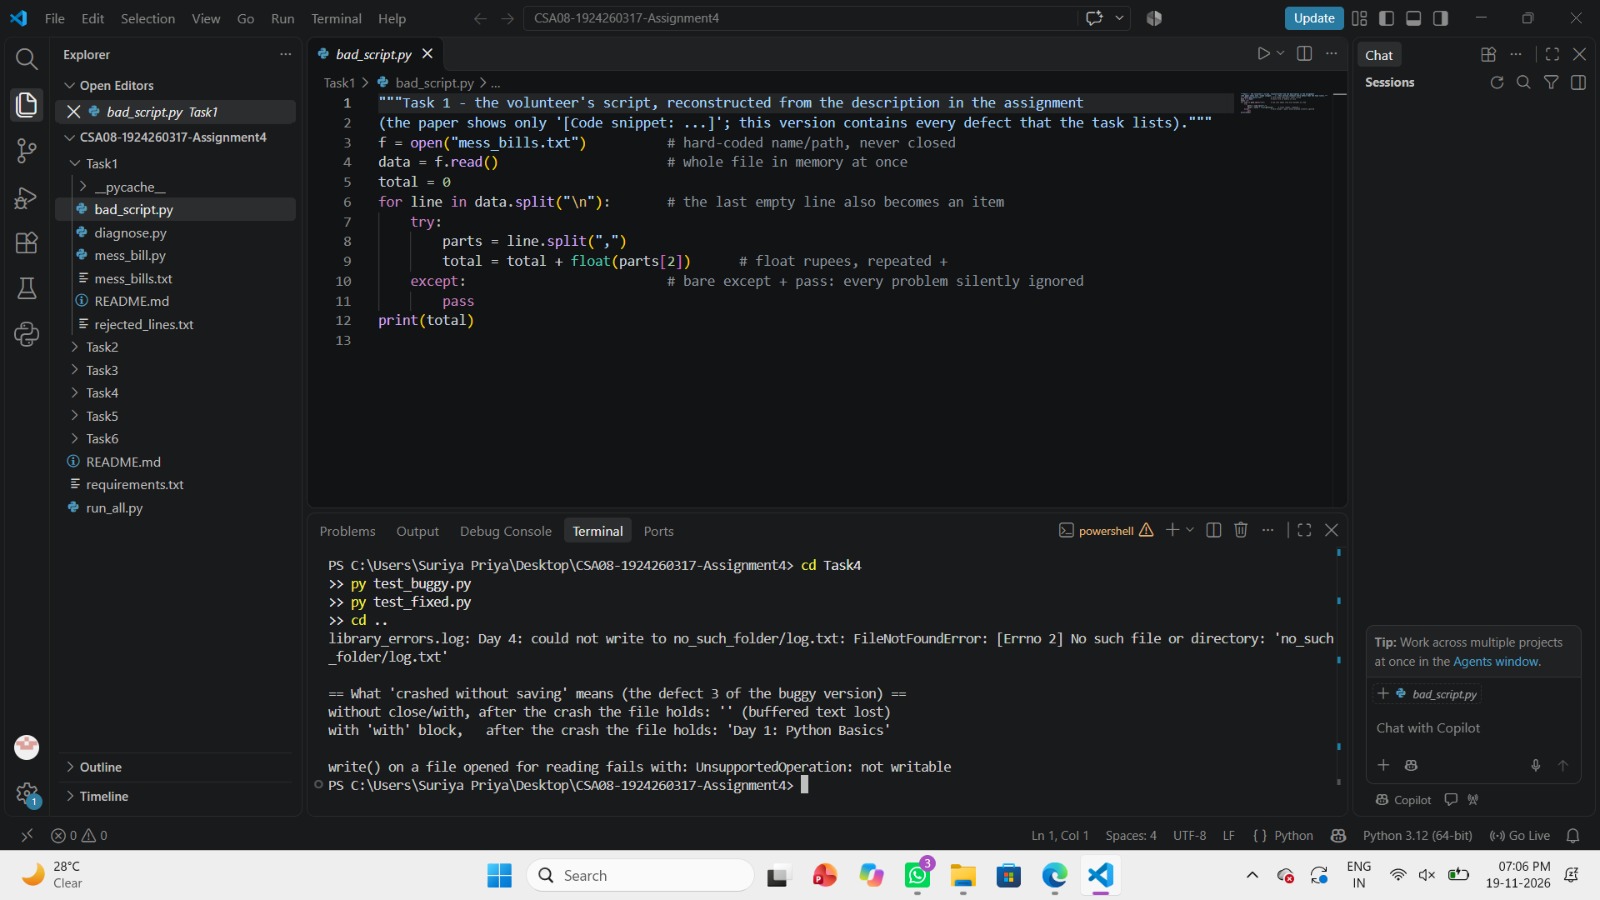 File Edit Selection View Go Run Terminal Help
CSA08-1924260317-Assignment4
Update
Explorer
Open Editors
bad_script.py Task1
CSA08-1924260317-Assignment4
Task1
__pycache__
bad_script.py
diagnose.py
mess_bill.py
mess_bills.txt
README.md
rejected_lines.txt
Task2
Task3
Task4
Task5
Task6
README.md
requirements.txt
run_all.py
Outline
Timeline
bad_script.py
Task1 > bad_script.py > ...
1 """Task 1 - the volunteer's script, reconstructed from the description in the assignment
2 (the paper shows only '[Code snippet: ...]'; this version contains every defect that the task lists)."""
3 f = open("mess_bills.txt") # hard-coded name/path, never closed
4 data = f.read() # whole file in memory at once
5 total = 0
6 for line in data.split("\n"): # the last empty line also becomes an item
7 try:
8 parts = line.split(",")
9 total = total + float(parts[2]) # float rupees, repeated +
10 except: # bare except + pass: every problem silently ignored
11 pass
12 print(total)
13
Problems Output Debug Console Terminal Ports
powershell
PS C:\Users\Suriya Priya\Desktop\CSA08-1924260317-Assignment4> cd Task4
>> py test_buggy.py
>> py test_fixed.py
>> cd ..
library_errors.log: Day 4: could not write to no_such_folder/log.txt: FileNotFoundError: [Errno 2] No such file or directory: 'no_such
_folder/log.txt'
== What 'crashed without saving' means (the defect 3 of the buggy version) ==
without close/with, after the crash the file holds: '' (buffered text lost)
with 'with' block, after the crash the file holds: 'Day 1: Python Basics'
write() on a file opened for reading fails with: UnsupportedOperation: not writable
PS C:\Users\Suriya Priya\Desktop\CSA08-1924260317-Assignment4>
Chat
Sessions
Tip: Work across multiple projects
at once in the Agents window.
bad_script.py
Chat with Copilot
Copilot
1
0 0
Ln 1, Col 1 Spaces: 4 UTF-8 LF {} Python Python 3.12 (64-bit) Go Live
28°C
Clear
Search
3
ENG
IN
07:06 PM
19-11-2026